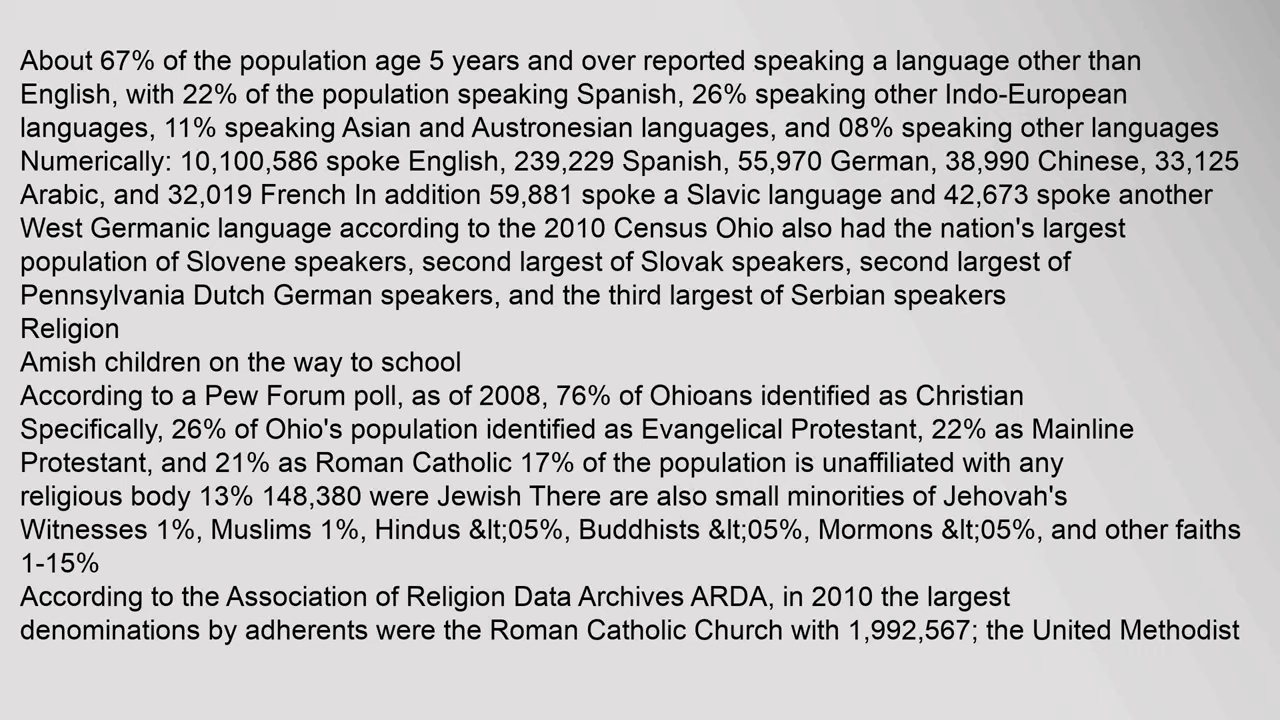 About 67% of the population age 5 years and over reported speaking a language other than
English, with 22% of the population speaking Spanish, 26% speaking other Indo-European
languages, 11% speaking Asian and Austronesian languages, and 08% speaking other languages
Numerically: 10,100,586 spoke English, 239,229 Spanish, 55,970 German, 38,990 Chinese, 33,125
Arabic, and 32,019 French In addition 59,881 spoke a Slavic language and 42,673 spoke another
West Germanic language according to the 2010 Census Ohio also had the nation's largest
population of Slovene speakers, second largest of Slovak speakers, second largest of
Pennsylvania Dutch German speakers, and the third largest of Serbian speakers
Religion
Amish children on the way to school
According to a Pew Forum poll, as of 2008, 76% of Ohioans identified as Christian
Specifically, 26% of Ohio's population identified as Evangelical Protestant, 22% as Mainline
Protestant, and 21% as Roman Catholic 17% of the population is unaffiliated with any
religious body 13% 148,380 were Jewish There are also small minorities of Jehovah's
Witnesses 1%, Muslims 1%, Hindus &lt;05%, Buddhists &lt;05%, Mormons &lt;05%, and other faiths
1-15%
According to the Association of Religion Data Archives ARDA, in 2010 the largest
denominations by adherents were the Roman Catholic Church with 1,992,567; the United Methodist